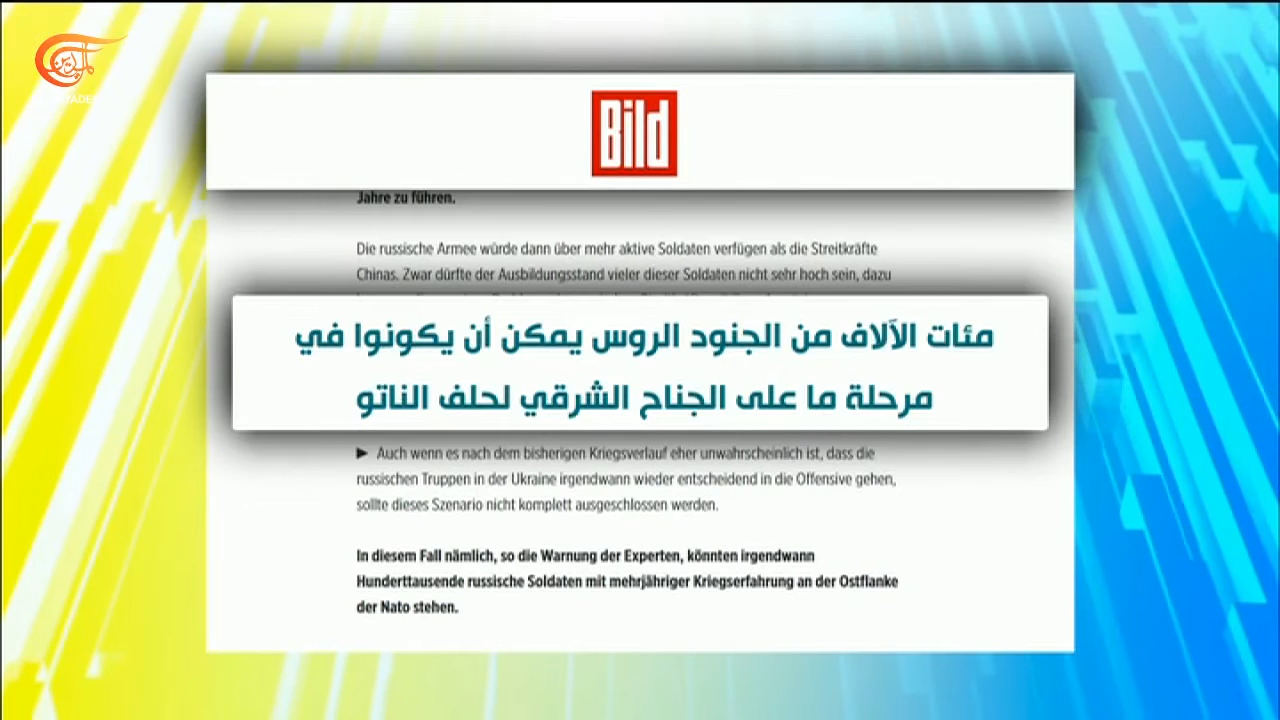 Bild
Jahre zu führen.
Die russische Armee würde dann über mehr aktive Soldaten verfügen als die Streitkräfte
Chinas. Zwar dürfte der Ausbildungsstand vieler dieser Soldaten nicht sehr hoch sein, dazu
مئات الآلاف من الجنود الروس يمكن أن يكونوا في
مرحلة ما على الجناح الشرقي لحلف الناتو
► Auch wenn es nach dem bisherigen Kriegsverlauf eher unwahrscheinlich ist, dass die
russischen Truppen in der Ukraine irgendwann wieder entscheidend in die Offensive gehen,
sollte dieses Szenario nicht komplett ausgeschlossen werden.
In diesem Fall nämlich, so die Warnung der Experten, könnten irgendwann
Hunderttausende russische Soldaten mit mehrjähriger Kriegserfahrung an der Ostflanke
der Nato stehen.